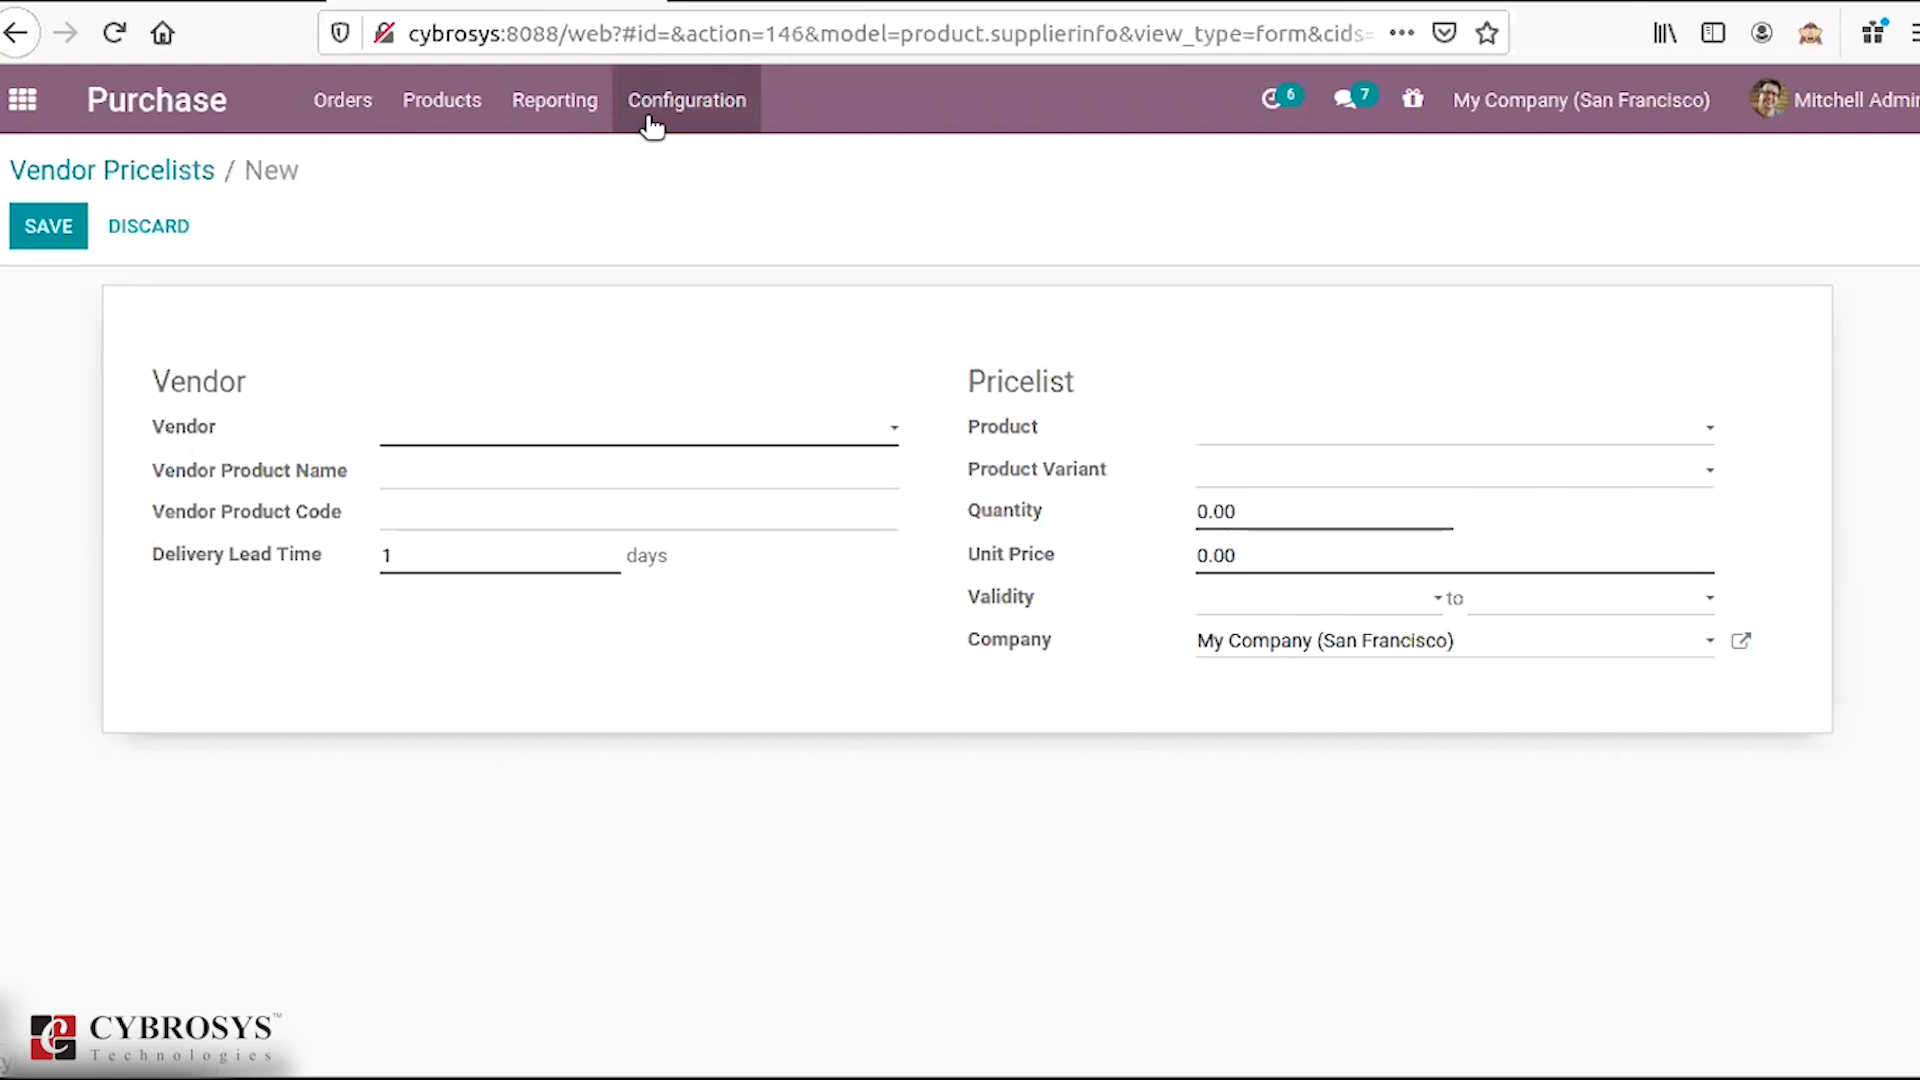 cybrosys:8088/web?#id=&action=146&model=product.supplierinfo&view_type=form&cids=
Purchase Orders Products Reporting Configuration 6 7 My Company (San Francisco) Mitchell Admin
Vendor Pricelists / New
SAVE DISCARD
Vendor Pricelist
Vendor Product
Vendor Product Name Product Variant
Vendor Product Code Quantity 0.00
Delivery Lead Time 1 days Unit Price 0.00
Validity to
Company My Company (San Francisco)
CYBROSYS™
Technologies